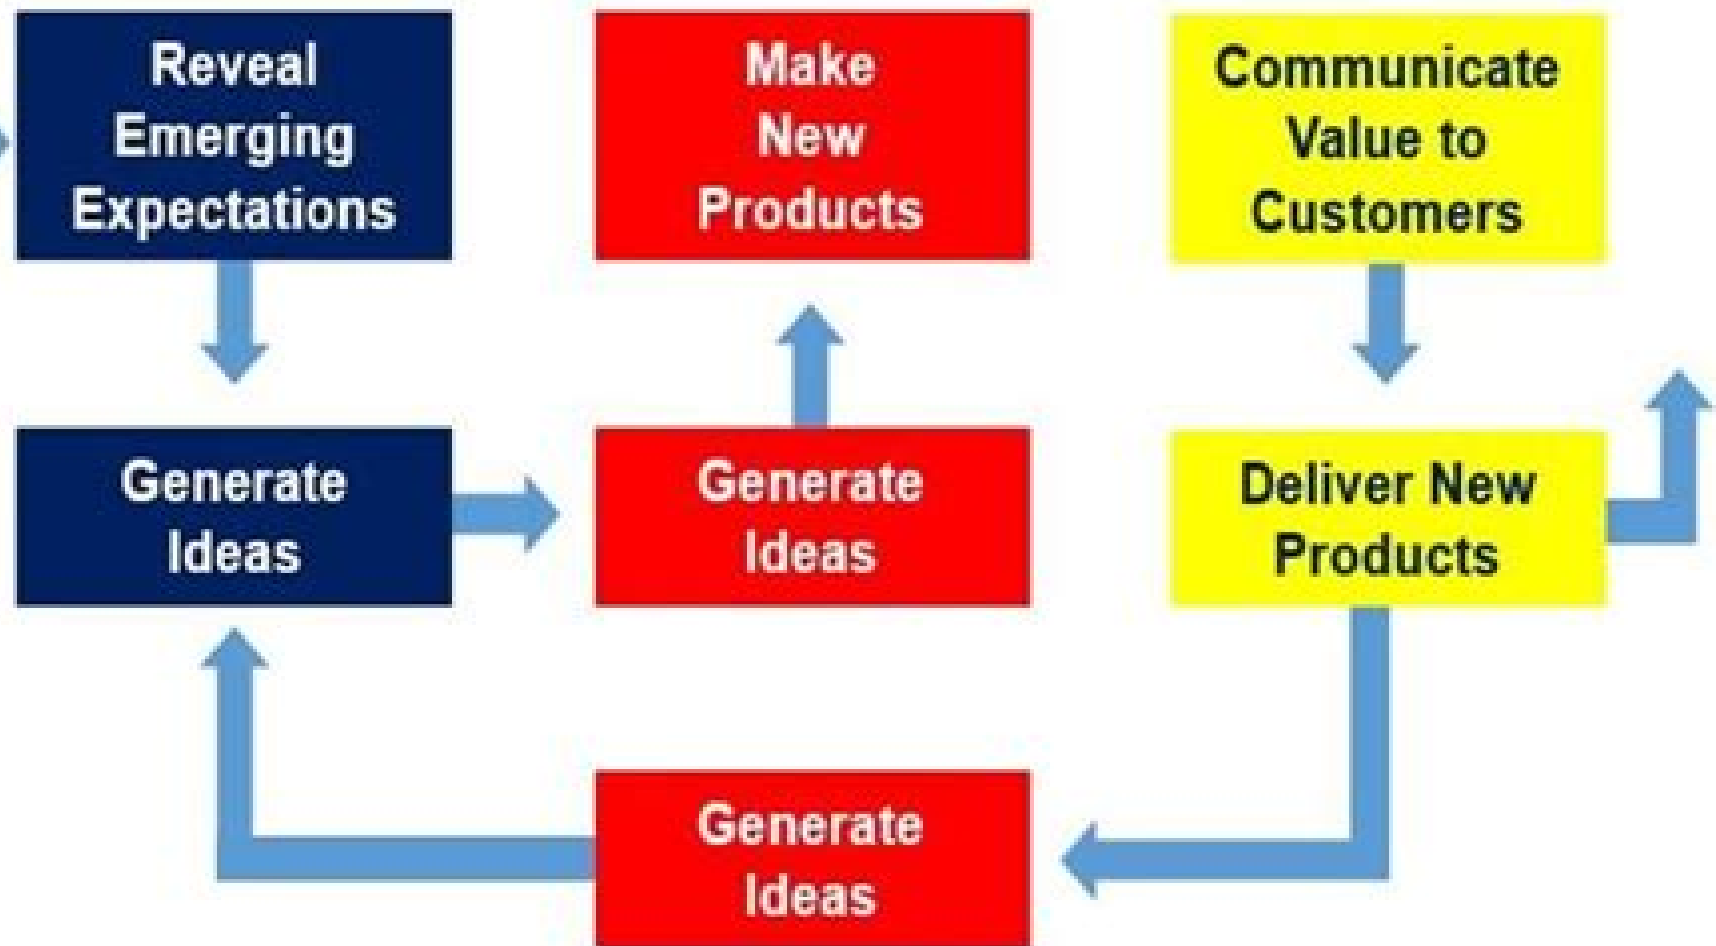 Reveal
Emerging
Expectations
Make
New
Products
Communicate
Value to
Customers
Generate
Ideas
Generate
Ideas
Deliver New
Products
Generate
Ideas